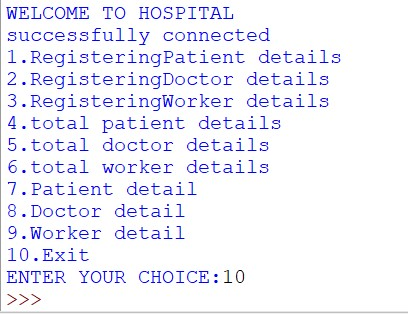 WELCOME TO HOSPITAL
successfully connected
1.RegisteringPatient details
2.RegisteringDoctor details
3.RegisteringWorker details
4.total patient details
5.total doctor details
6.total worker details
7.Patient detail
8.Doctor detail
9.Worker detail
10.Exit
ENTER YOUR CHOICE:10
>>>